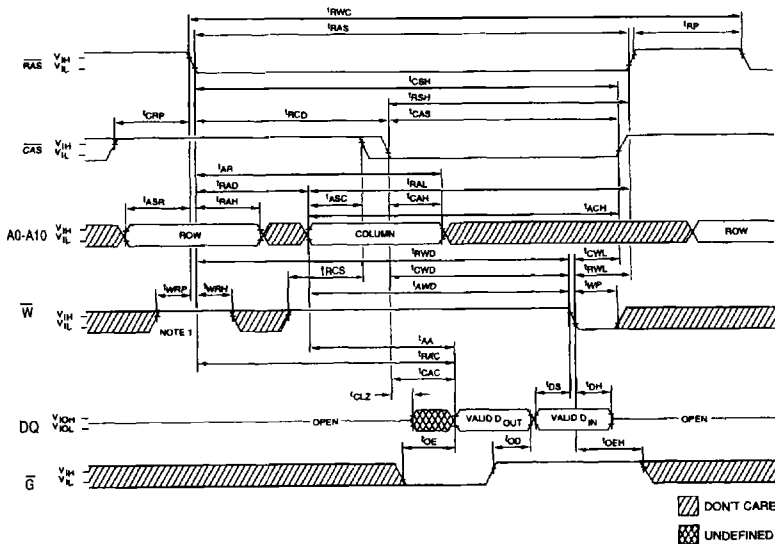 tRWC
tRAS
tRP
RAS
VIH
VIL
tCSH
tRSH
tCRP
tRCD
tCAS
CAS
VIH
VIL
tAR
tRAD
tRAL
tASR
tRAH
tASC
tCAH
tACH
A0-A10
VIH
VIL
ROW
COLUMN
ROW
tRWD
tCWL
tRCS
tCWD
tRWL
tAWD
tWP
tWRP
tWRH
W
VIH
VIL
NOTE 1
tAA
tRAC
tCAC
tCLZ
tDS
tDH
DQ
VIOH
VIOL
OPEN
VALID DOUT
VALID DIN
OPEN
tOE
tOD
tOEH
G
VIH
VIL
DON'T CARE
UNDEFINED